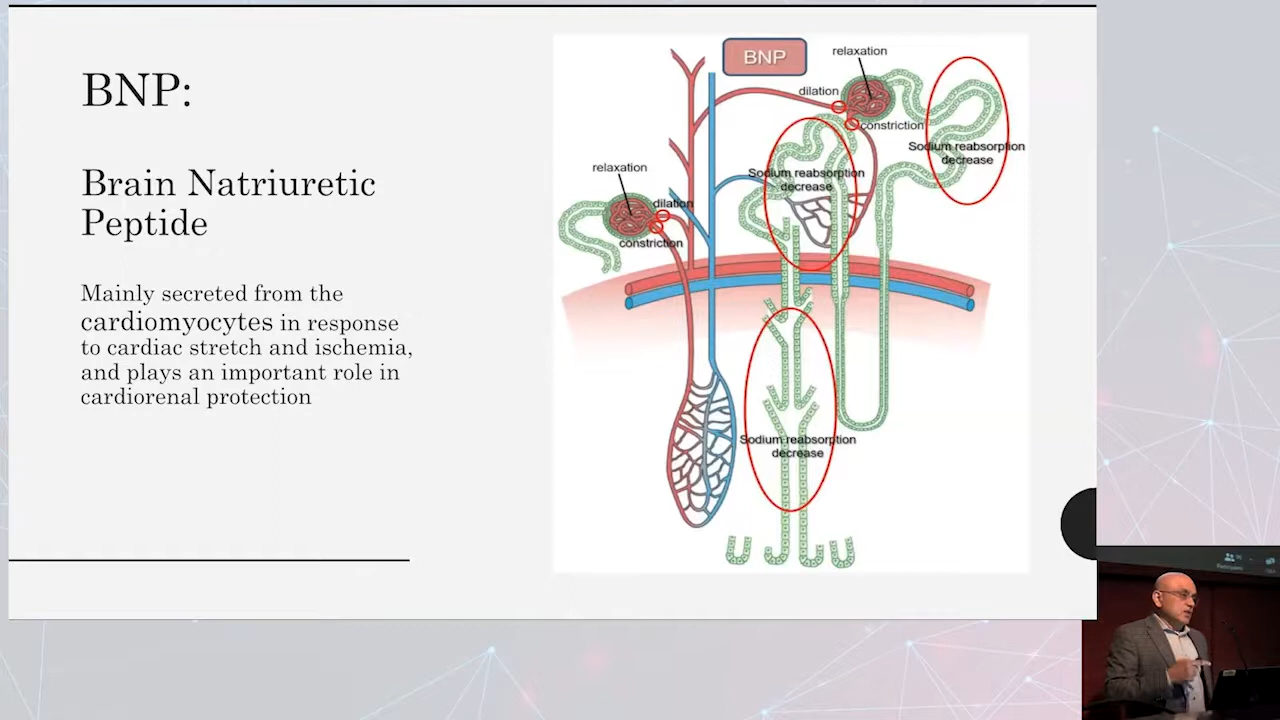 BNP:
Brain Natriuretic
Peptide
Mainly secreted from the
cardiomyocytes in response
to cardiac stretch and ischemia,
and plays an important role in
cardiorenal protection
BNP
relaxation
dilation
constriction
Sodium reabsorption
decrease
Sodium reabsorption
decrease
relaxation
dilation
constriction
Sodium reabsorption
decrease
Participants